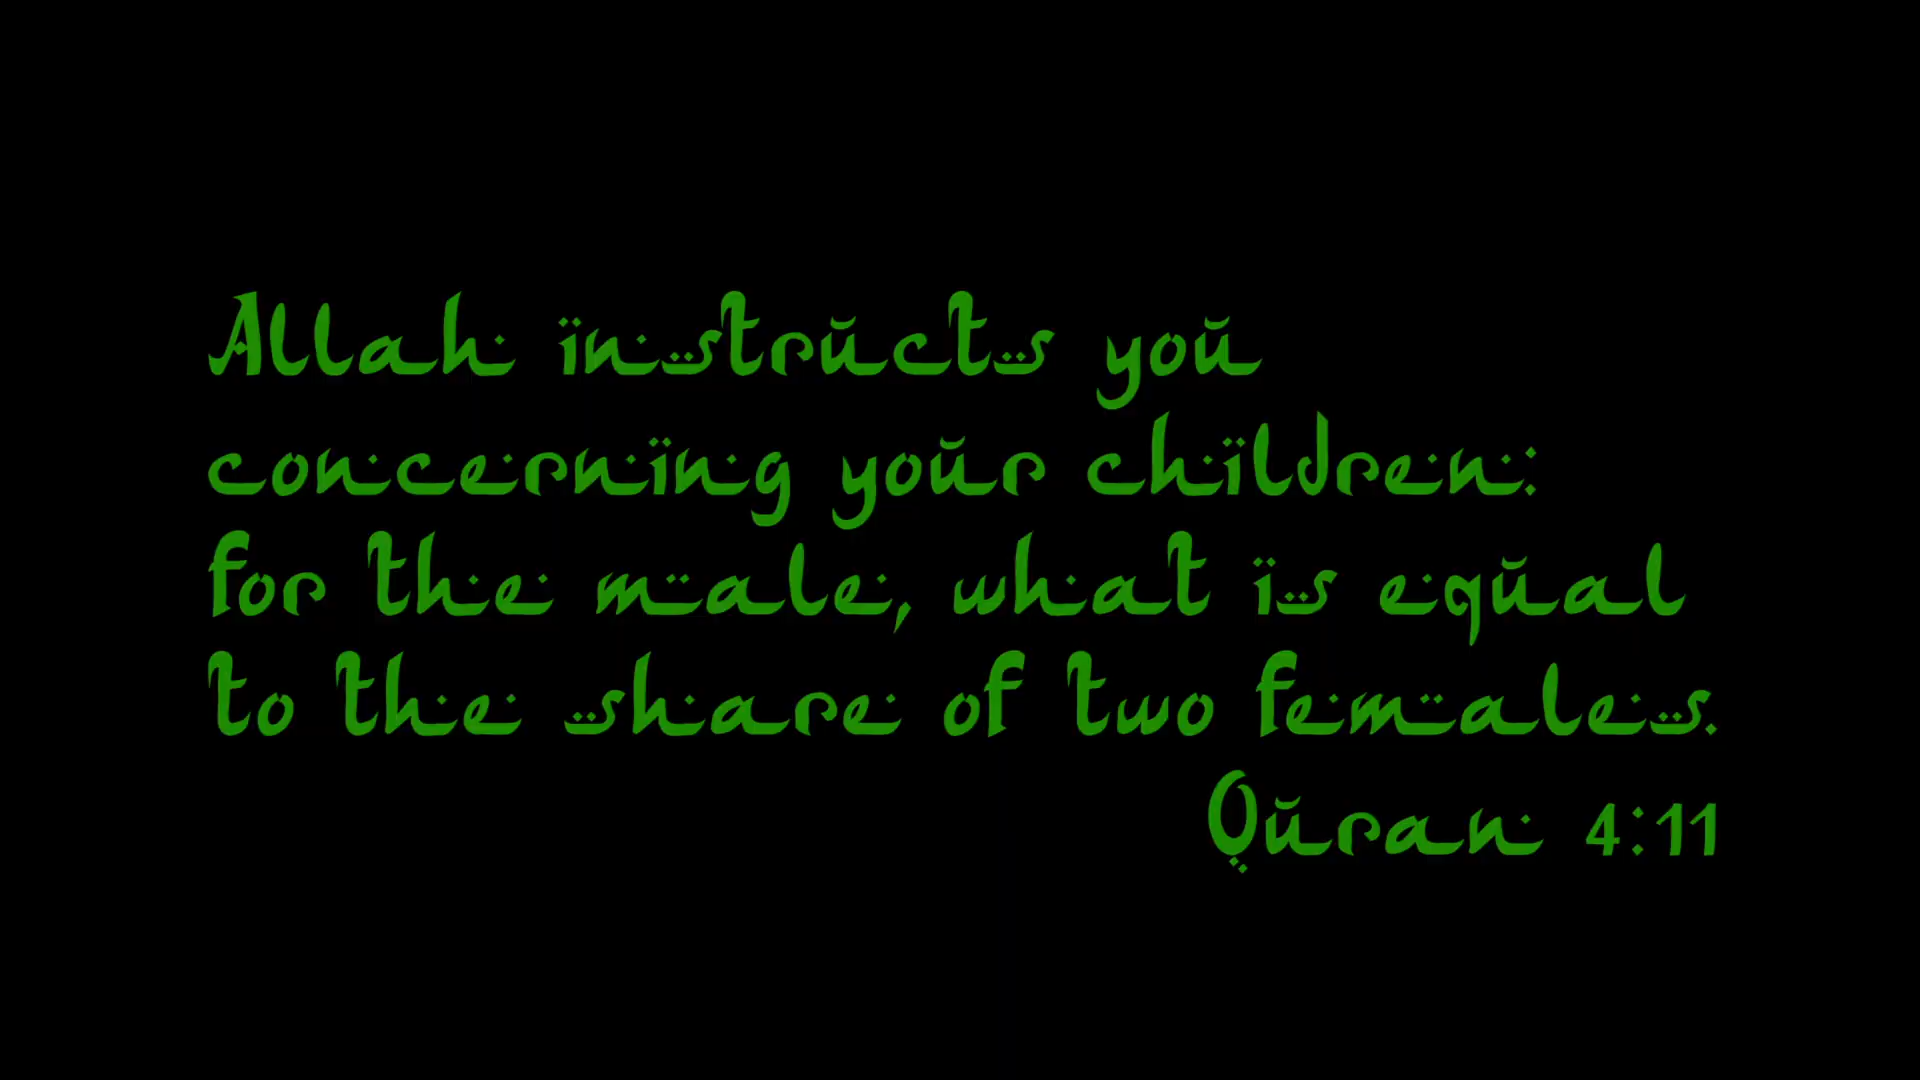 Allah instructs you
concerning your children:
for the male, what is equal
to the share of two females.
Quran 4:11